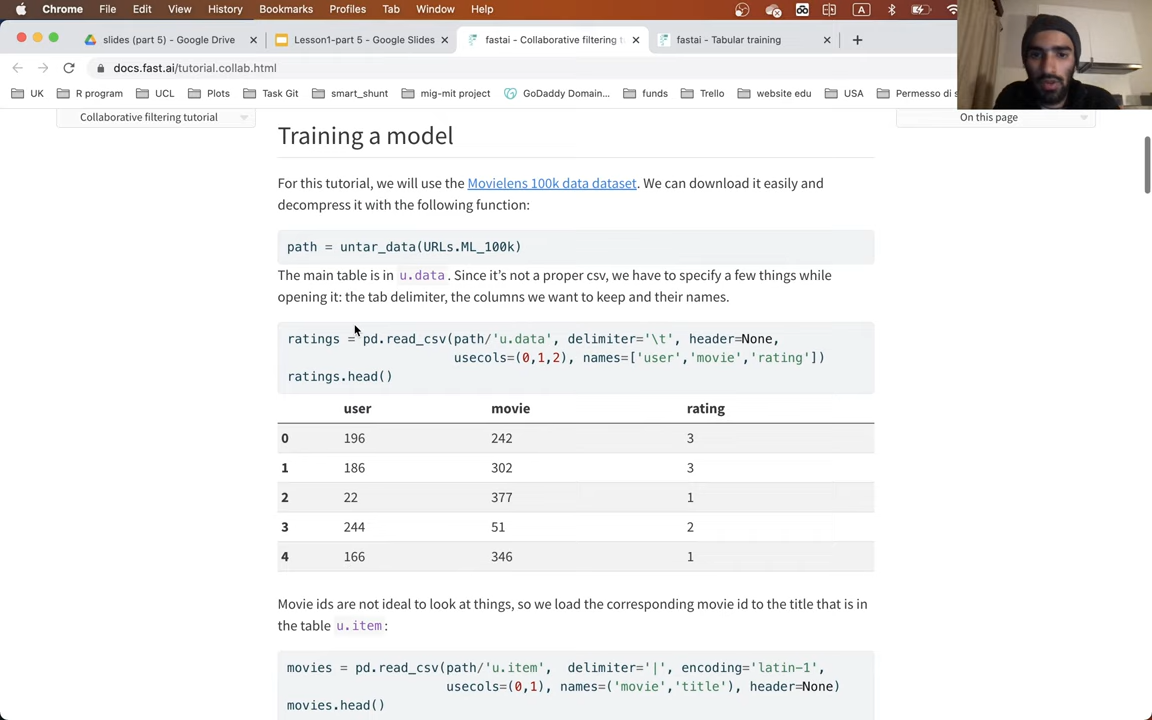 Chrome File Edit View History Bookmarks Profiles Tab Window Help A
slides (part 5) - Google Drive
Lesson1-part 5 - Google Slides
fastai - Collaborative filtering t
fastai - Tabular training
docs.fast.ai/tutorial.collab.html
UK R program UCL Plots Task Git smart_shunt mig-mit project GoDaddy Domain... funds Trello website edu USA Permesso di s
Collaborative filtering tutorial
On this page
Training a model
For this tutorial, we will use the Movielens 100k data dataset. We can download it easily and
decompress it with the following function:
path = untar_data(URLs.ML_100k)
The main table is in u.data. Since it’s not a proper csv, we have to specify a few things while
opening it: the tab delimiter, the columns we want to keep and their names.
ratings = pd.read_csv(path/'u.data', delimiter='\t', header=None,
usecols=(0,1,2), names=['user','movie','rating'])
ratings.head()
user movie rating
0 196 242 3
1 186 302 3
2 22 377 1
3 244 51 2
4 166 346 1
Movie ids are not ideal to look at things, so we load the corresponding movie id to the title that is in
the table u.item:
movies = pd.read_csv(path/'u.item', delimiter='|', encoding='latin-1',
usecols=(0,1), names=('movie','title'), header=None)
movies.head()